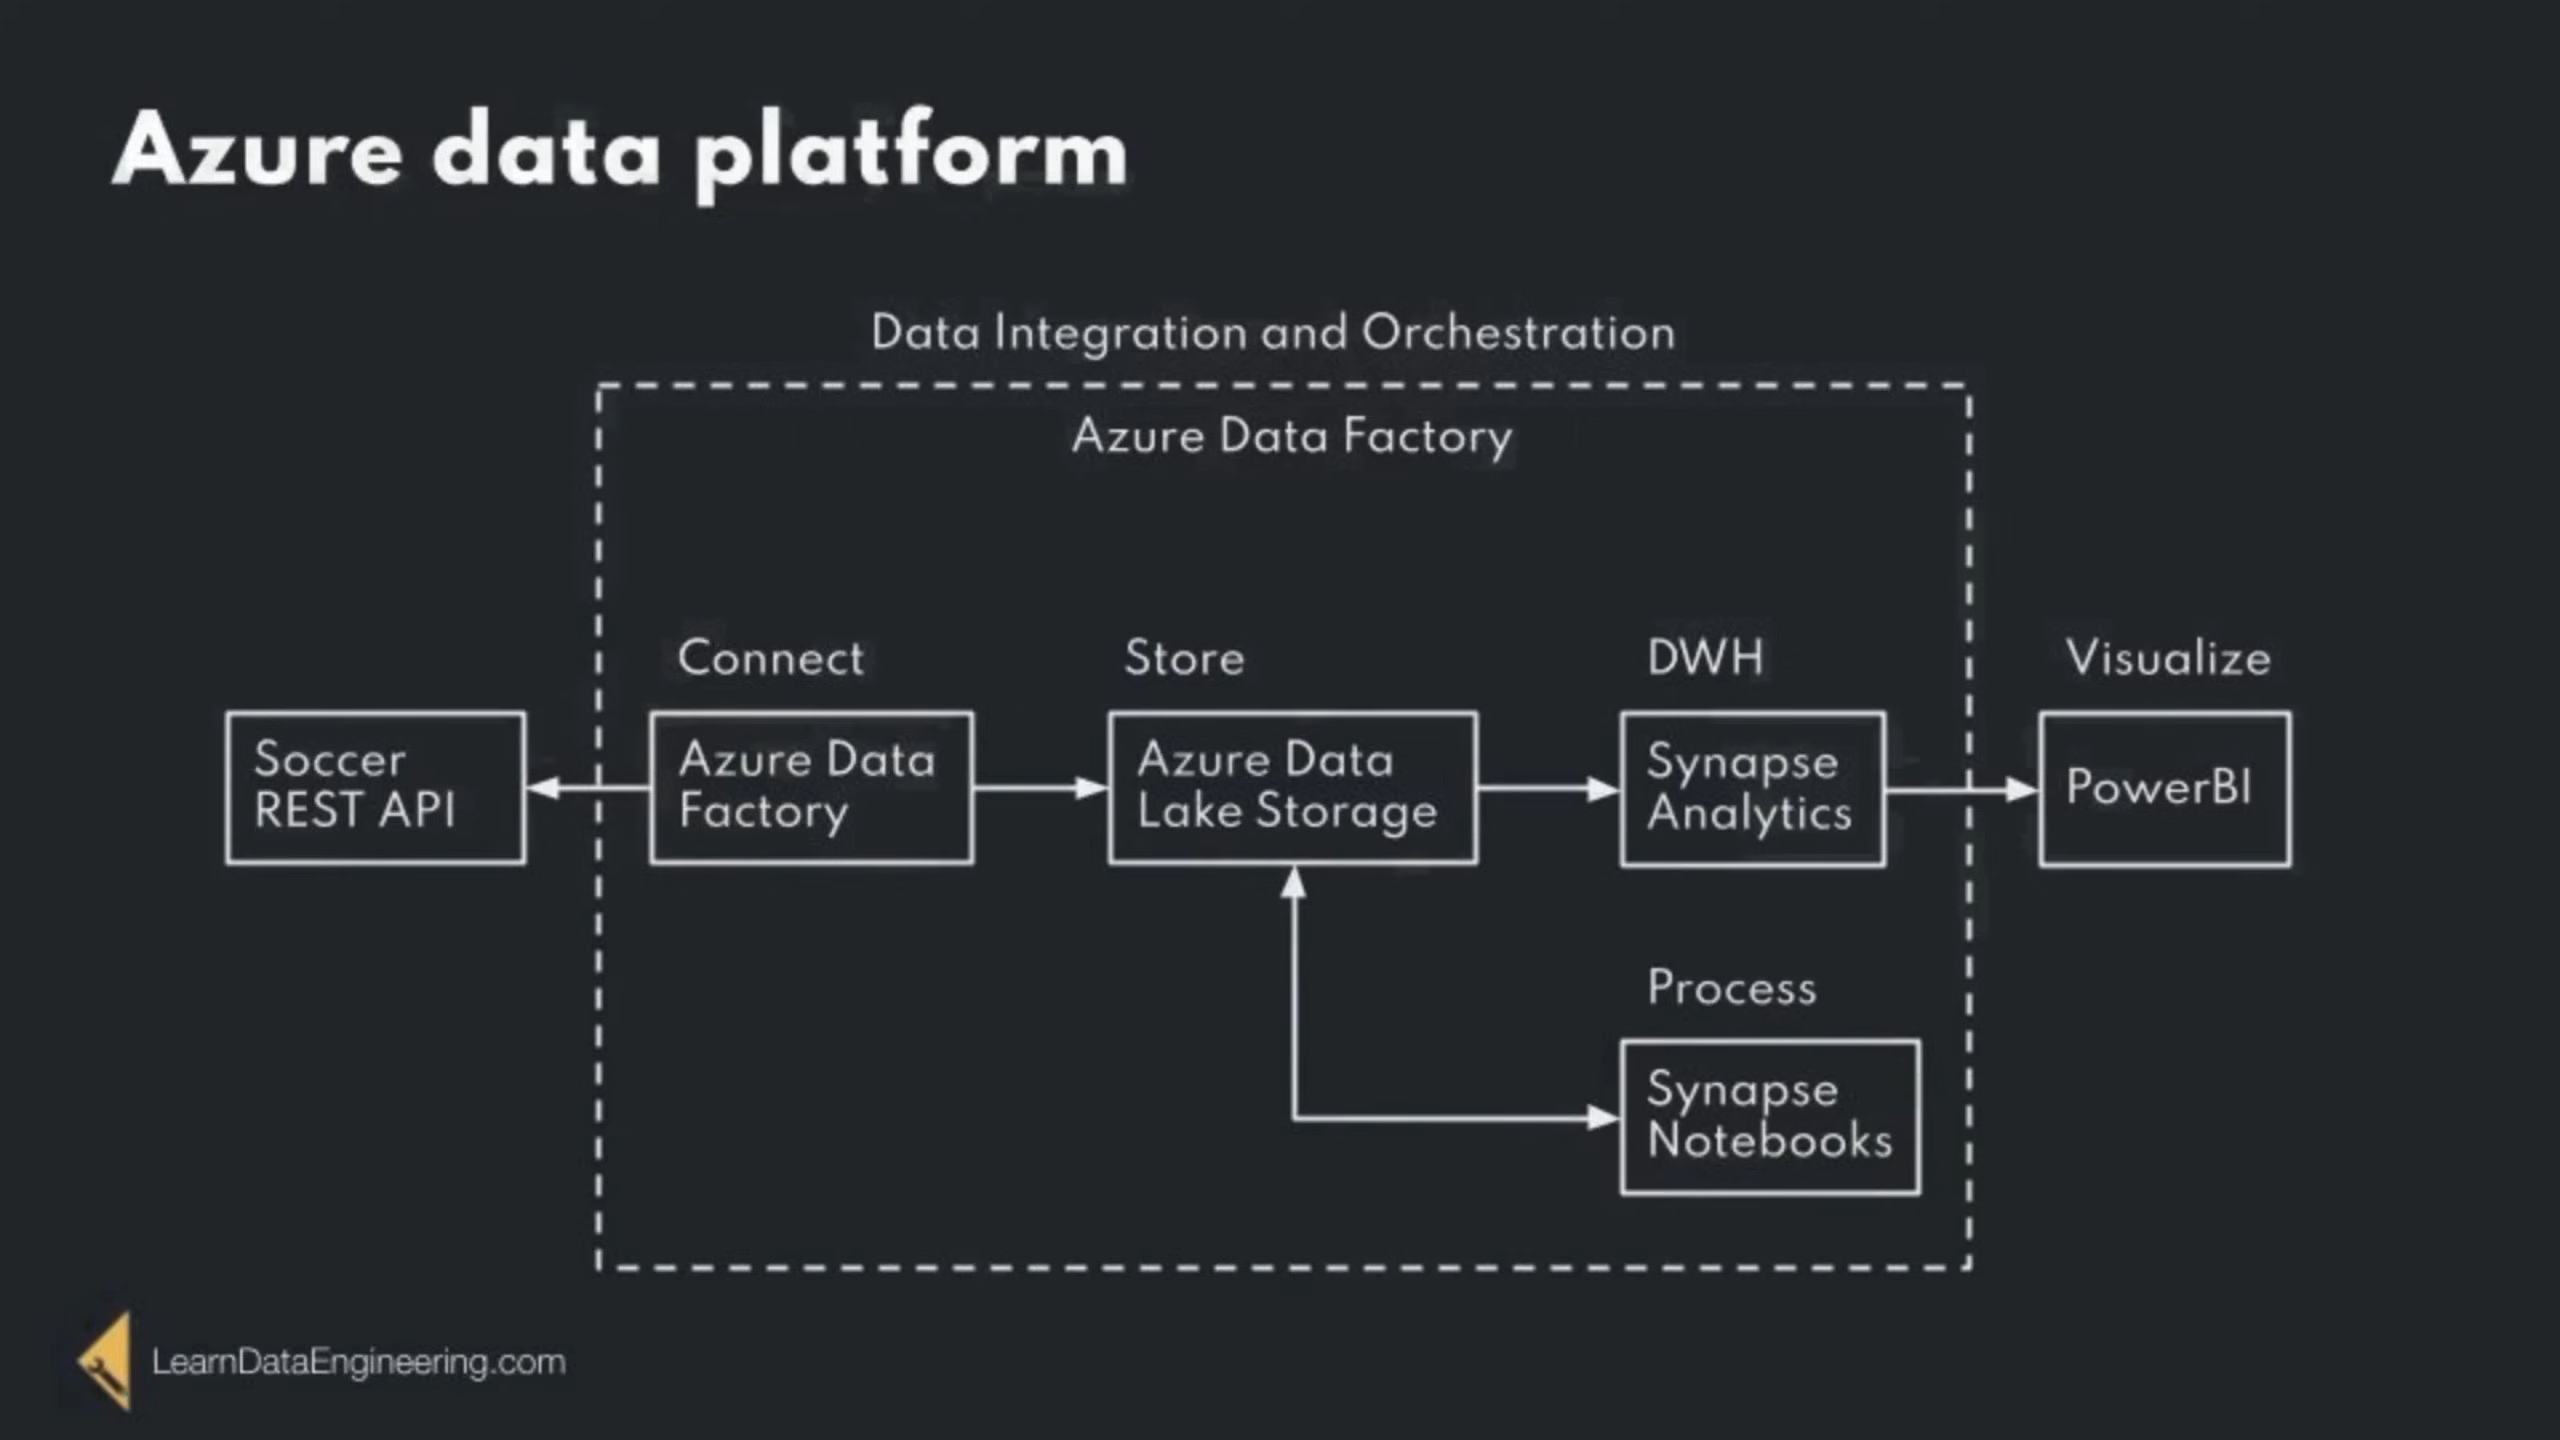 Azure data platform
Data Integration and Orchestration
Azure Data Factory
Connect
Store
DWH
Visualize
Soccer
REST API
Azure Data
Factory
Azure Data
Lake Storage
Synapse
Analytics
PowerBI
Process
Synapse
Notebooks
LearnDataEngineering.com